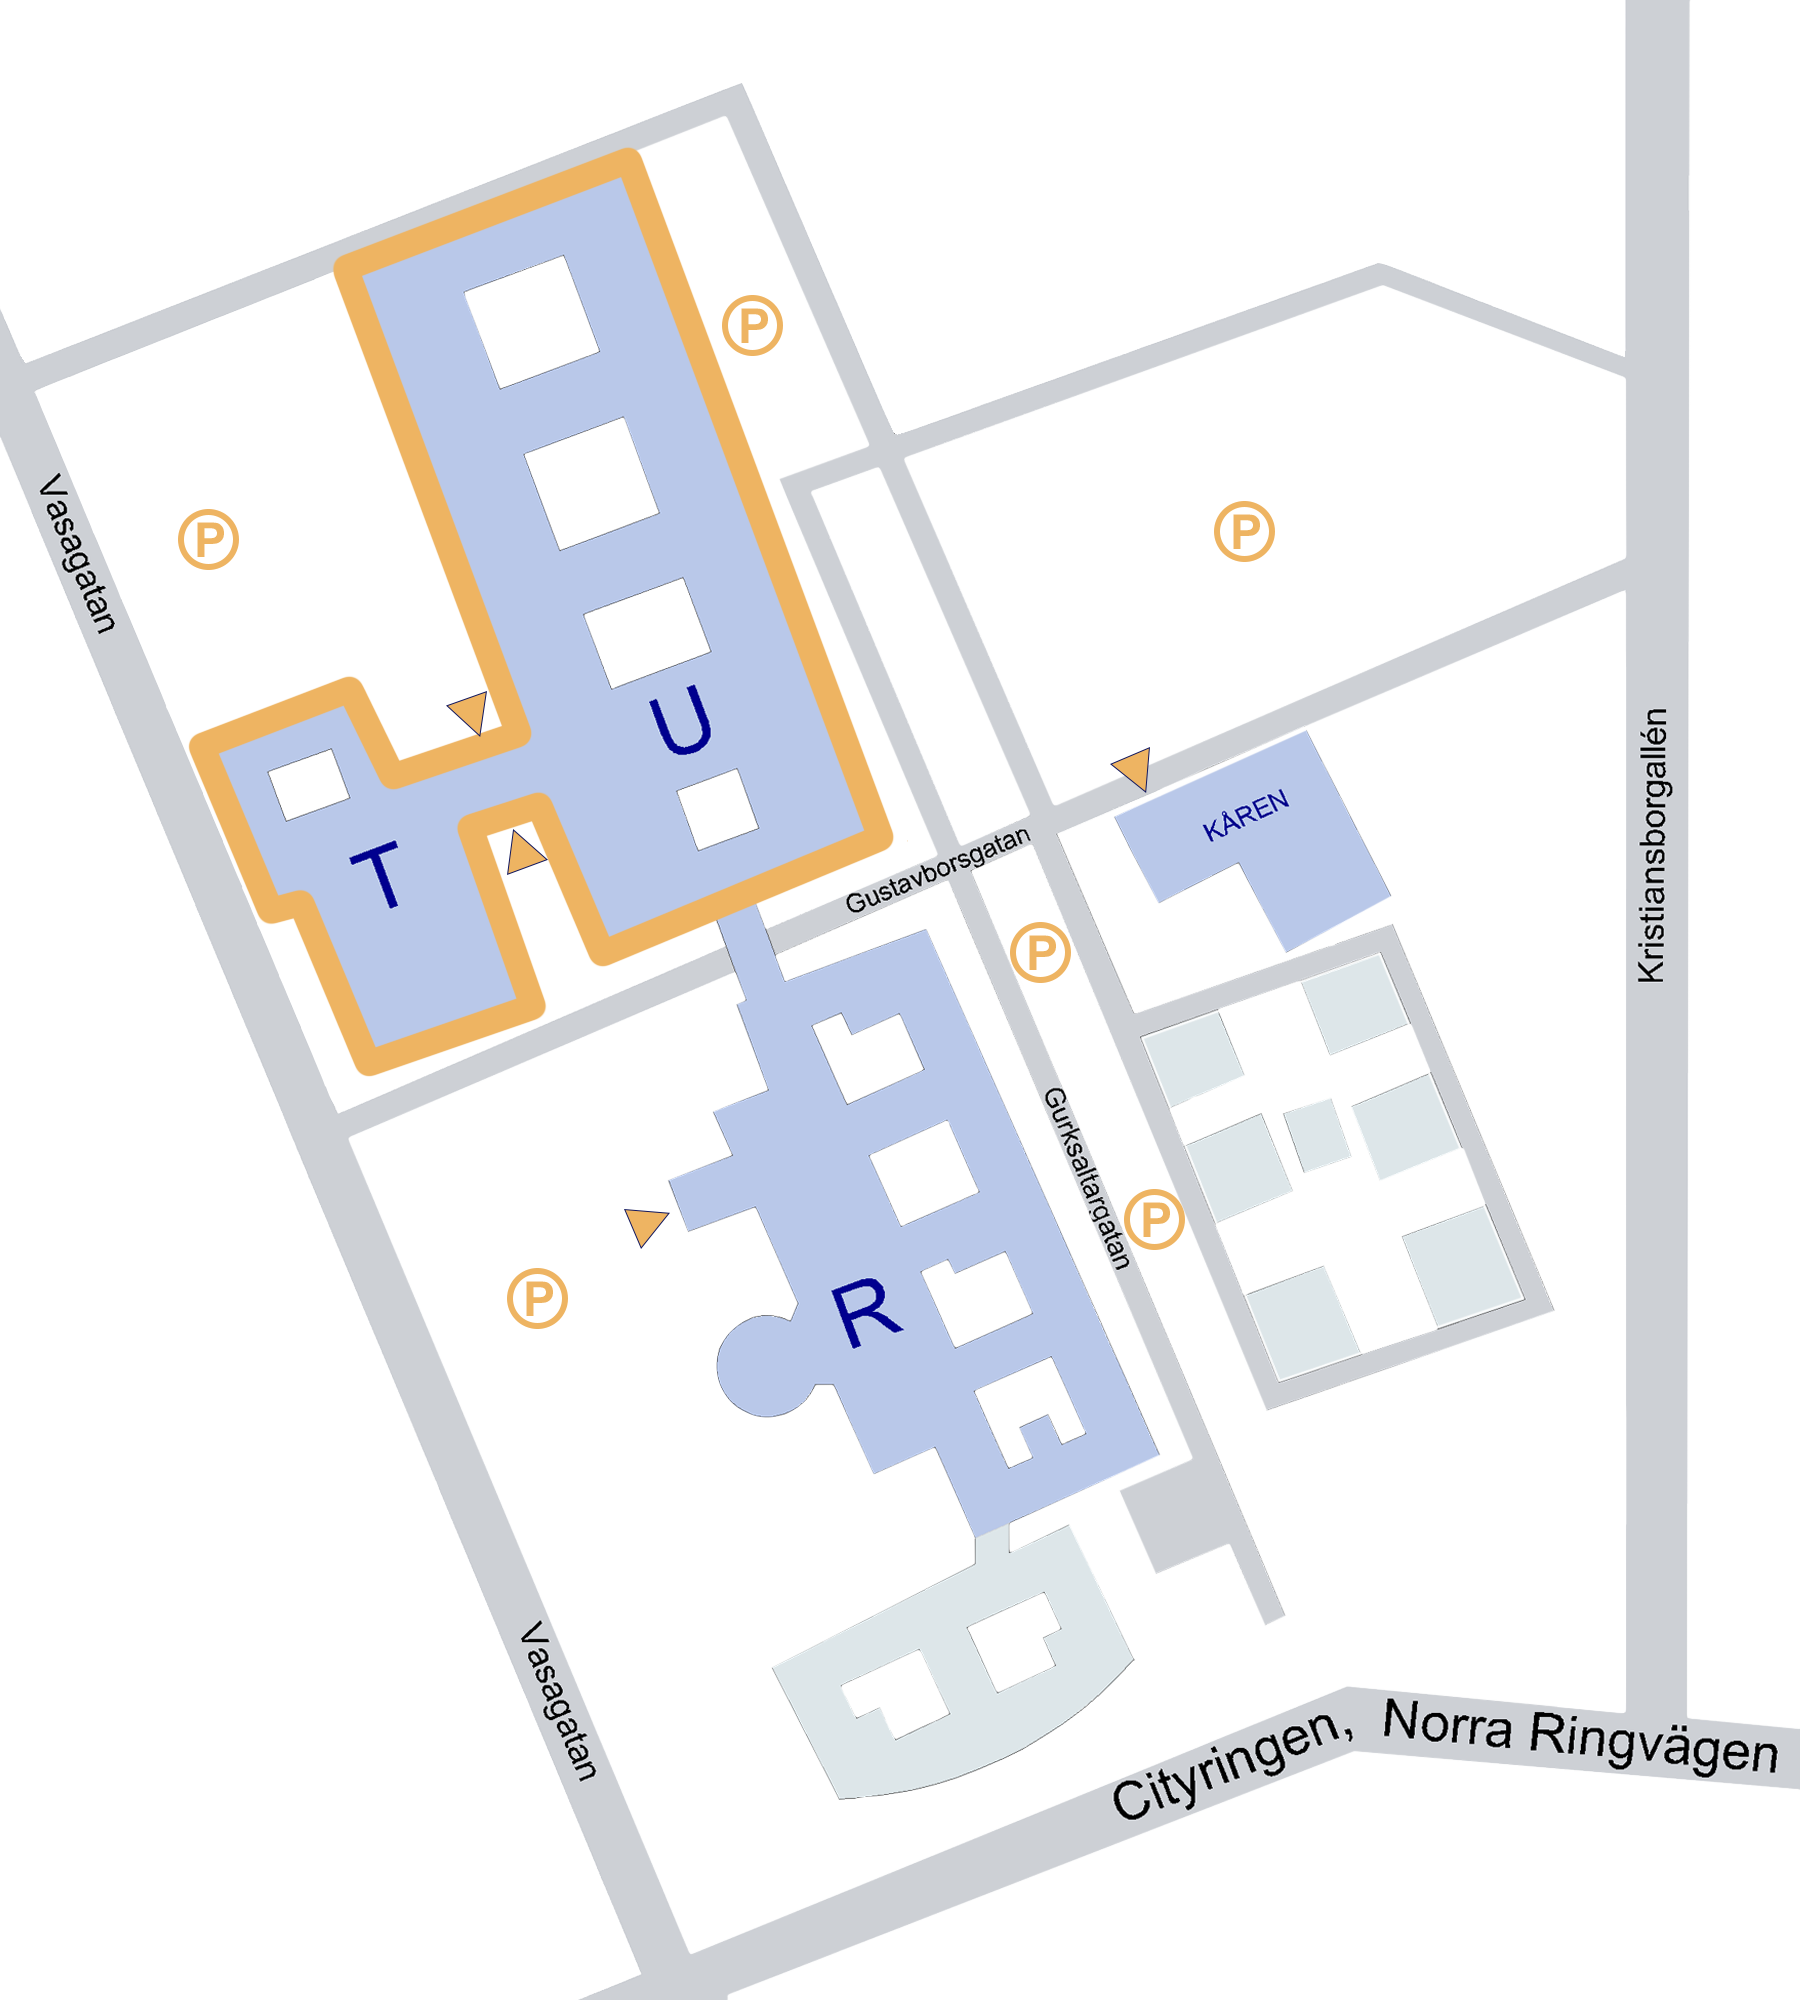 P
Vasagatan
P
P
U
KÅREN
Kristiansborgallén
T
Gustavborsgatan
P
Gurksaltargatan
P
P
R
Vasagatan
Cityringen, Norra Ringvägen